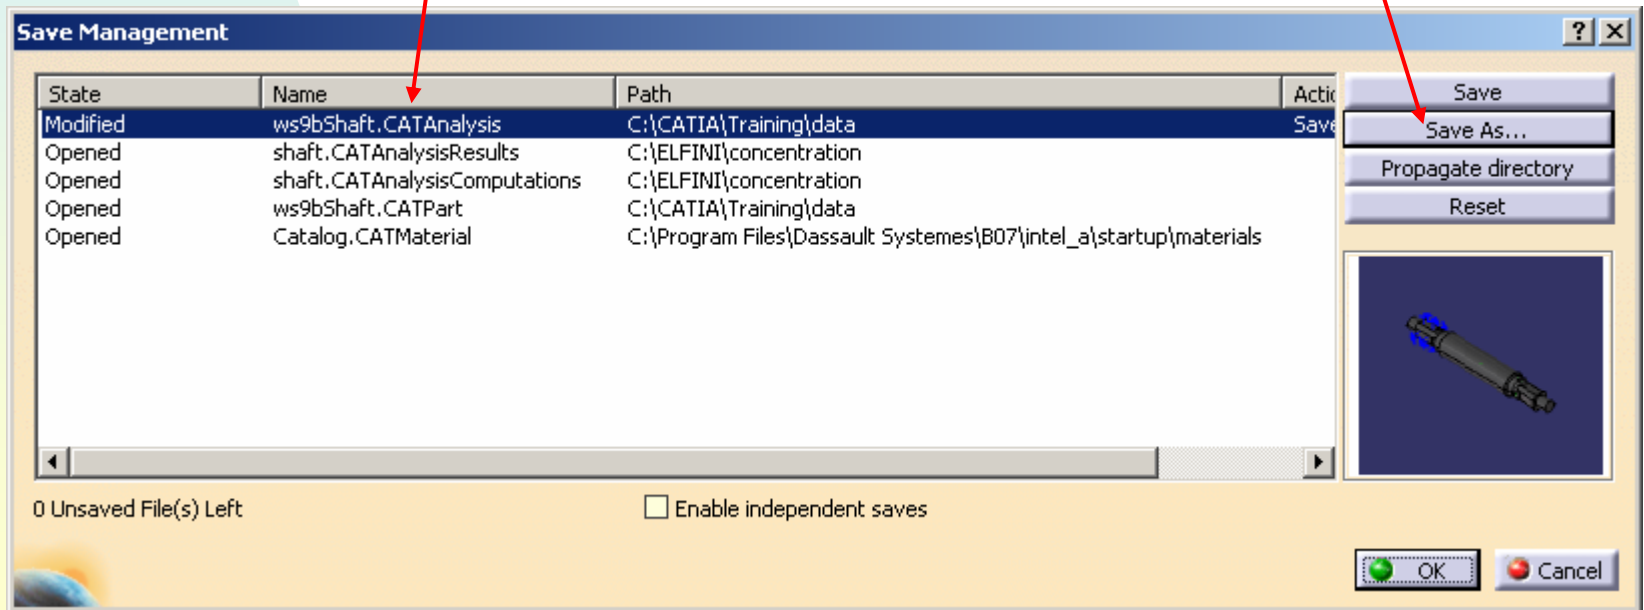 Save Management
State Name Path Actic
Modified ws9bShaft.CATAnalysis C:\CATIA\Training\data Save
Opened shaft.CATAnalysisResults C:\ELFINI\concentration
Opened shaft.CATAnalysisComputations C:\ELFINI\concentration
Opened ws9bShaft.CATPart C:\CATIA\Training\data
Opened Catalog.CATMaterial C:\Program Files\Dassault Systemes\B07\intel_a\startup\materials
Save
Save As...
Propagate directory
Reset
0 Unsaved File(s) Left
Enable independent saves
OK
Cancel